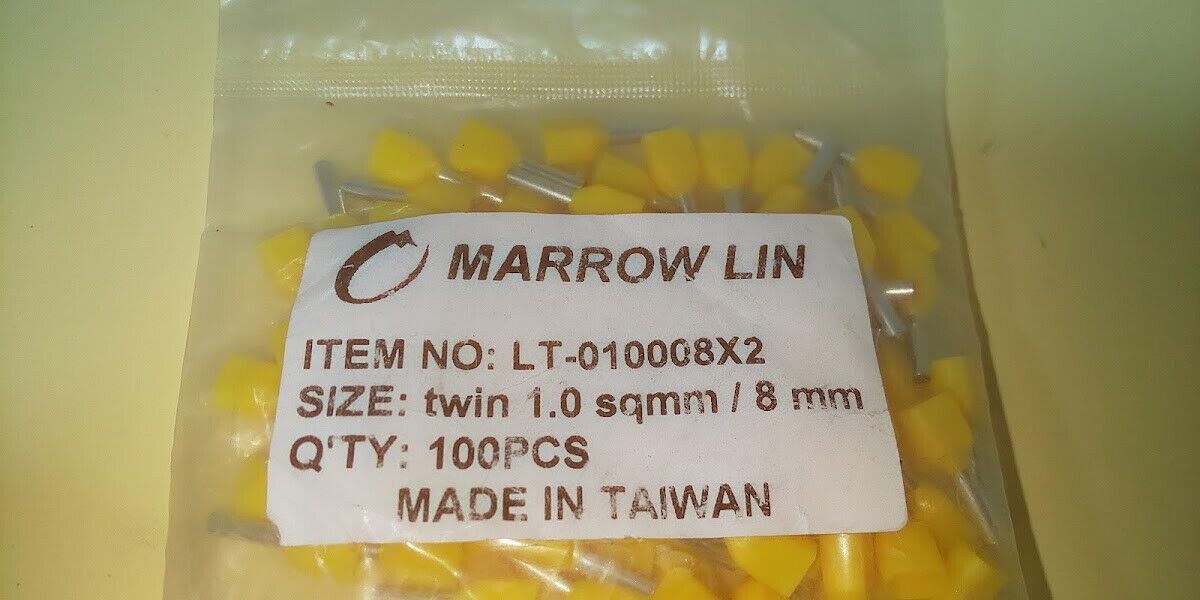 MARROW LIN
ITEM NO: LT-010008X2
SIZE: twin 1.0 sqmm / 8 mm
Q'TY: 100PCS
MADE IN TAIWAN